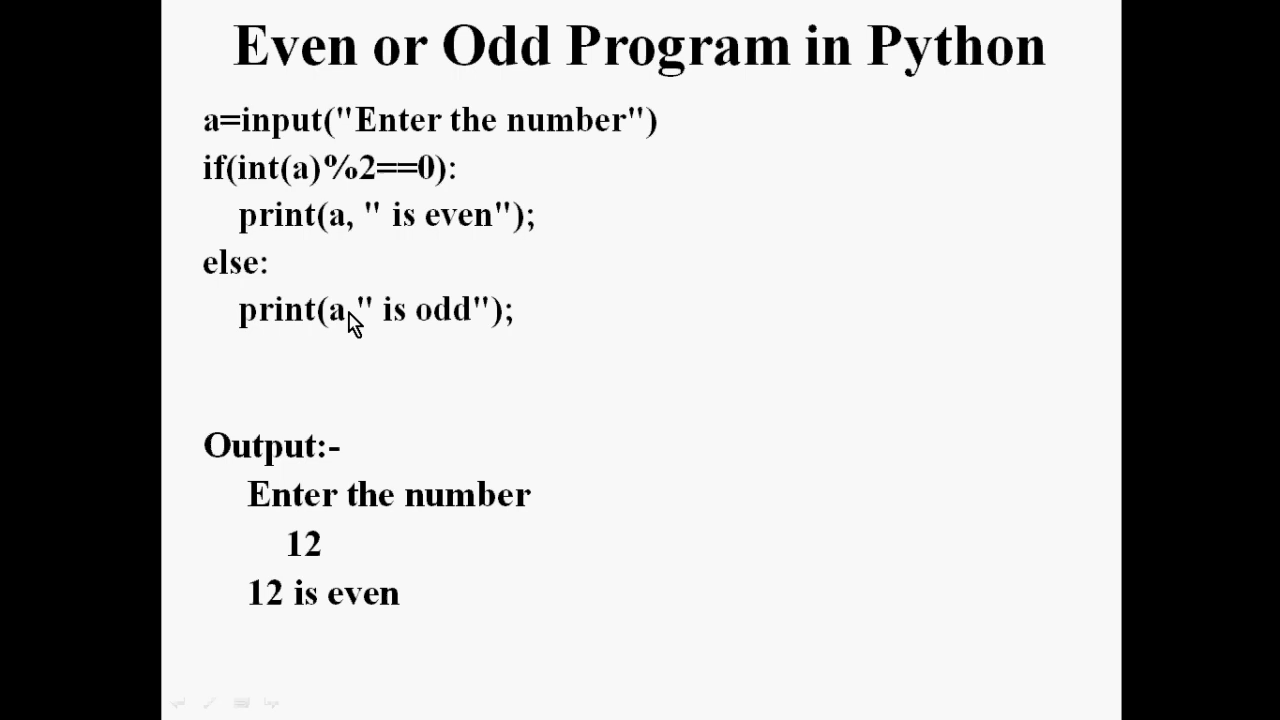 Even or Odd Program in Python
a=input("Enter the number")
if(int(a)%2==0):
print(a, " is even");
else:
print(a," is odd");
Output:-
Enter the number
12
12 is even